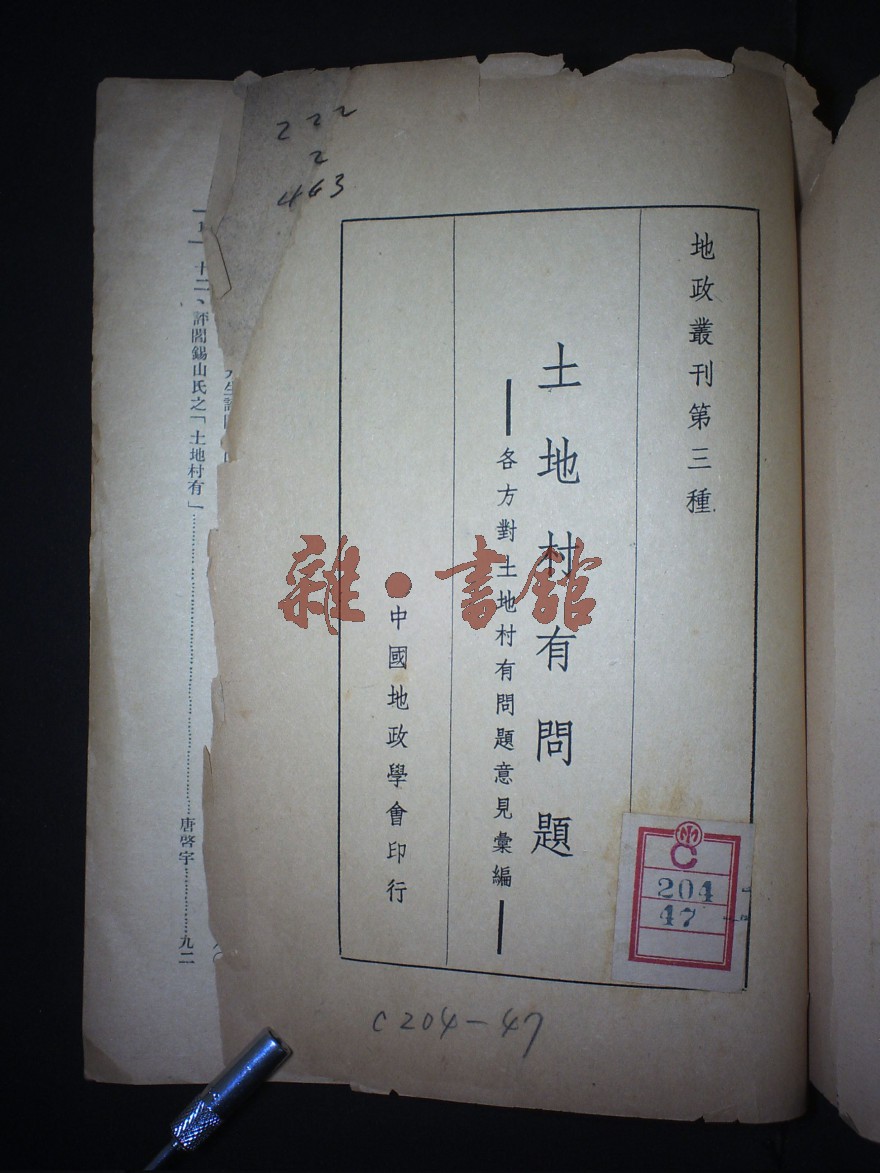 222
2
443
地政叢刊第三種
土地村有問題
——各方對土地村有問題意見彙編——
中國地政學會印行
C
204
47
C204-47
十二、評閻錫山氏之「土地村有」……唐啓宇……九二
雜·書館